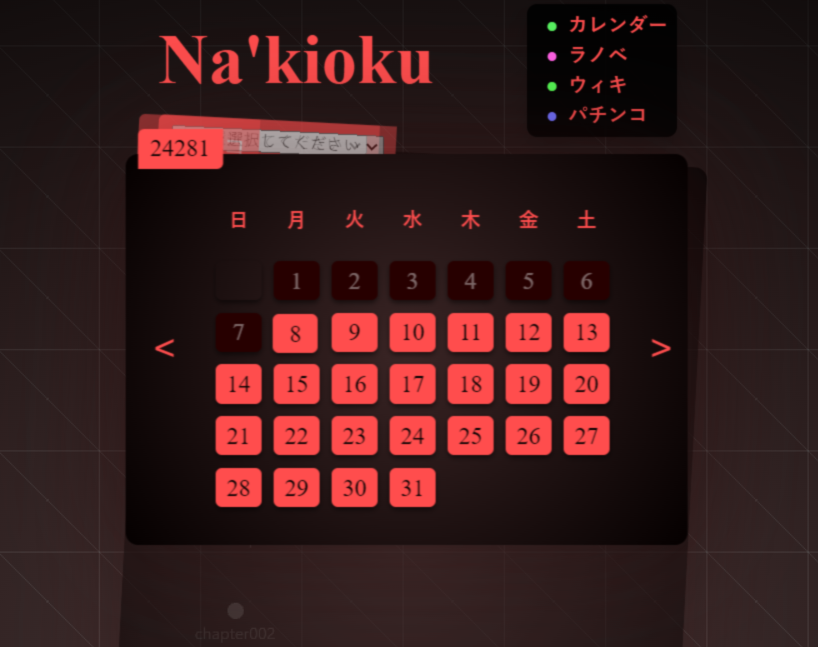 Na'kioku
カレンダー
ラノベ
ウィキ
パチンコ
選択してください
24281
日 月 火 水 木 金 土
1 2 3 4 5 6
7 8 9 10 11 12 13
<
>
14 15 16 17 18 19 20
21 22 23 24 25 26 27
28 29 30 31
chapter002